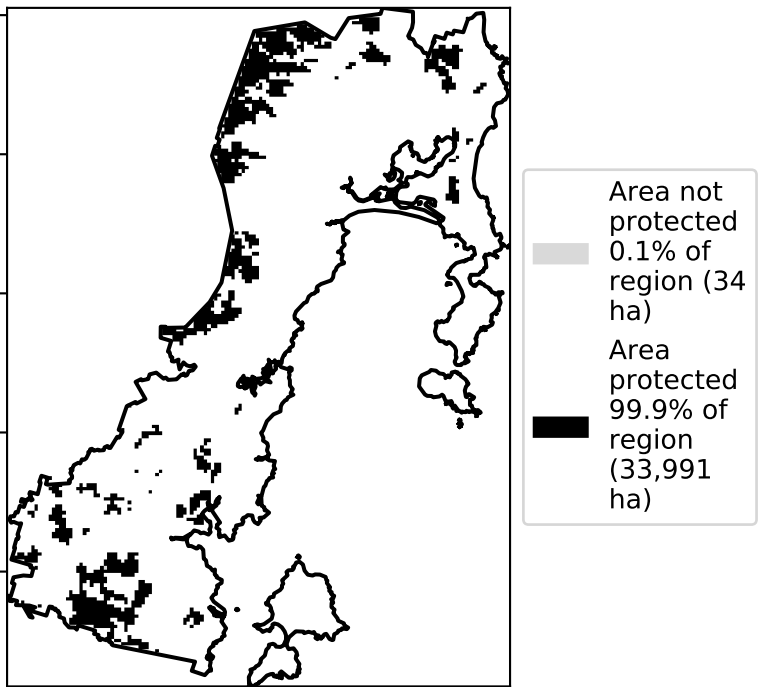 Area not
protected
0.1% of
region (34
ha)
Area
protected
99.9% of
region
(33,991
ha)